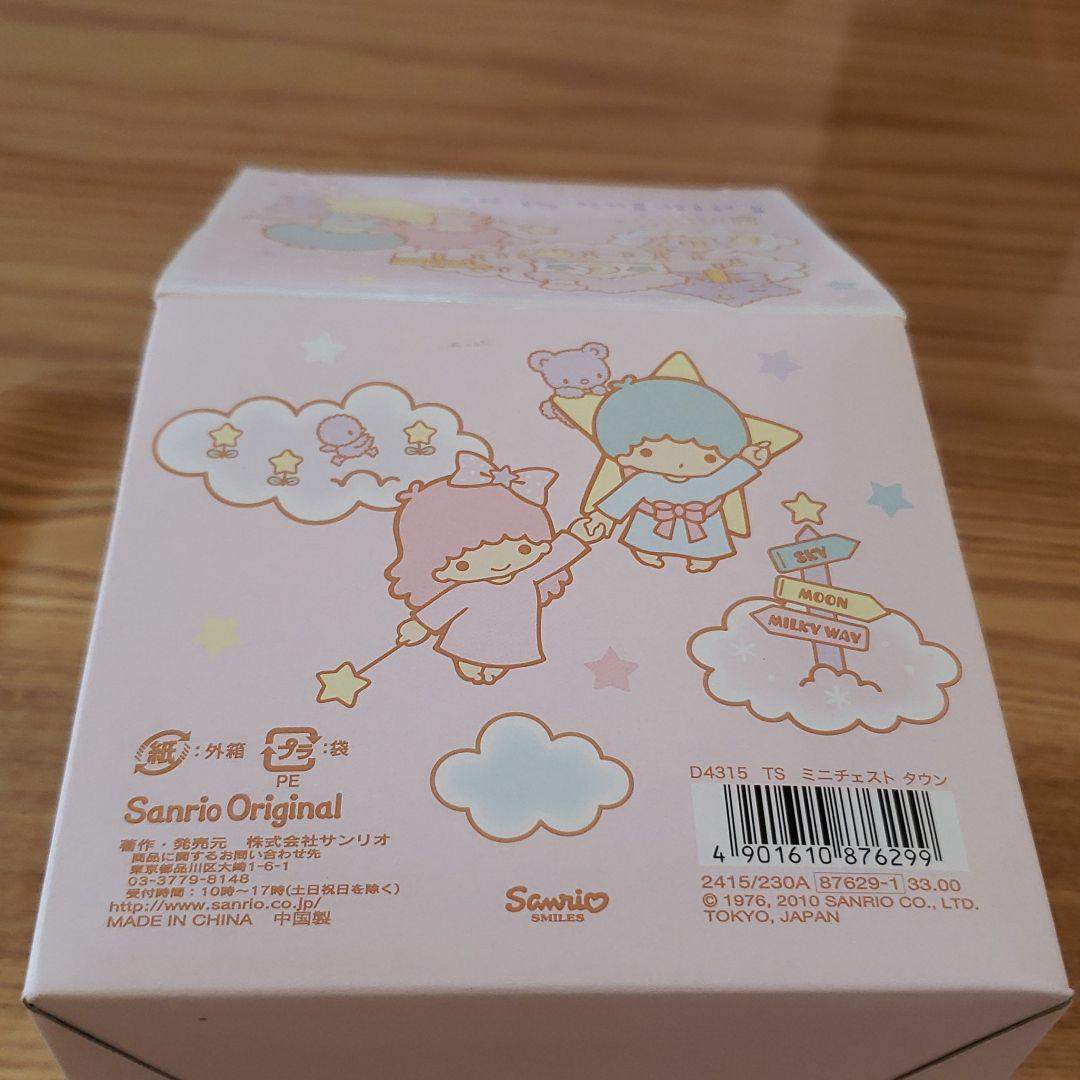 SKY
MOON
MILKY WAY
紙:外箱 プラ:袋
PE
Sanrio Original
著作・発売元 株式会社サンリオ
商品に関するお問い合わせ先
東京都品川区大崎1-6-1
03-3779-8148
受付時間:10時~17時(土日祝日を除く)
http://www.sanrio.co.jp/
MADE IN CHINA 中国製
Sanrio
SMILES
D4315 TS ミニチェスト タウン
4 901610 876299
2415/230A 87629-1 33.00
© 1976, 2010 SANRIO CO., LTD.
TOKYO, JAPAN